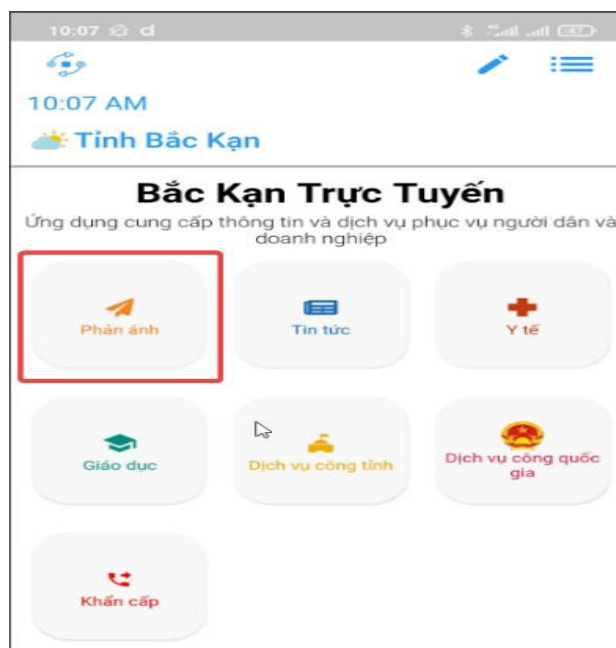 10:07
10:07 AM
Tỉnh Bắc Kạn
Bắc Kạn Trực Tuyến
Ứng dụng cung cấp thông tin và dịch vụ phục vụ người dân và
doanh nghiệp
Phản ánh
Tin tức
Y tế
Giáo dục
Dịch vụ công tỉnh
Dịch vụ công quốc
gia
Khẩn cấp